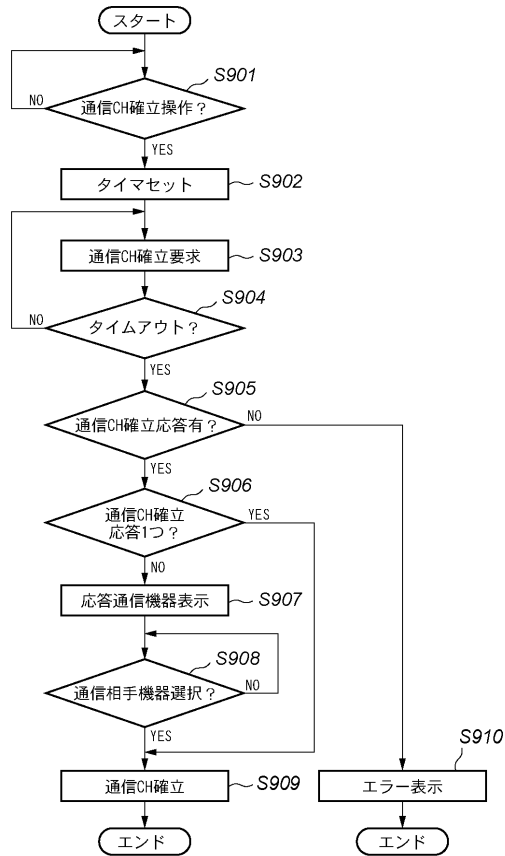 スタート
S901
通信CH確立操作？
NO
YES
タイマセット
S902
通信CH確立要求
S903
S904
タイムアウト？
NO
YES
S905
通信CH確立応答有？
NO
YES
S906
通信CH確立
応答1つ？
YES
NO
応答通信機器表示
S907
S908
通信相手機器選択？
NO
YES
通信CH確立
S909
S910
エラー表示
エンド
エンド